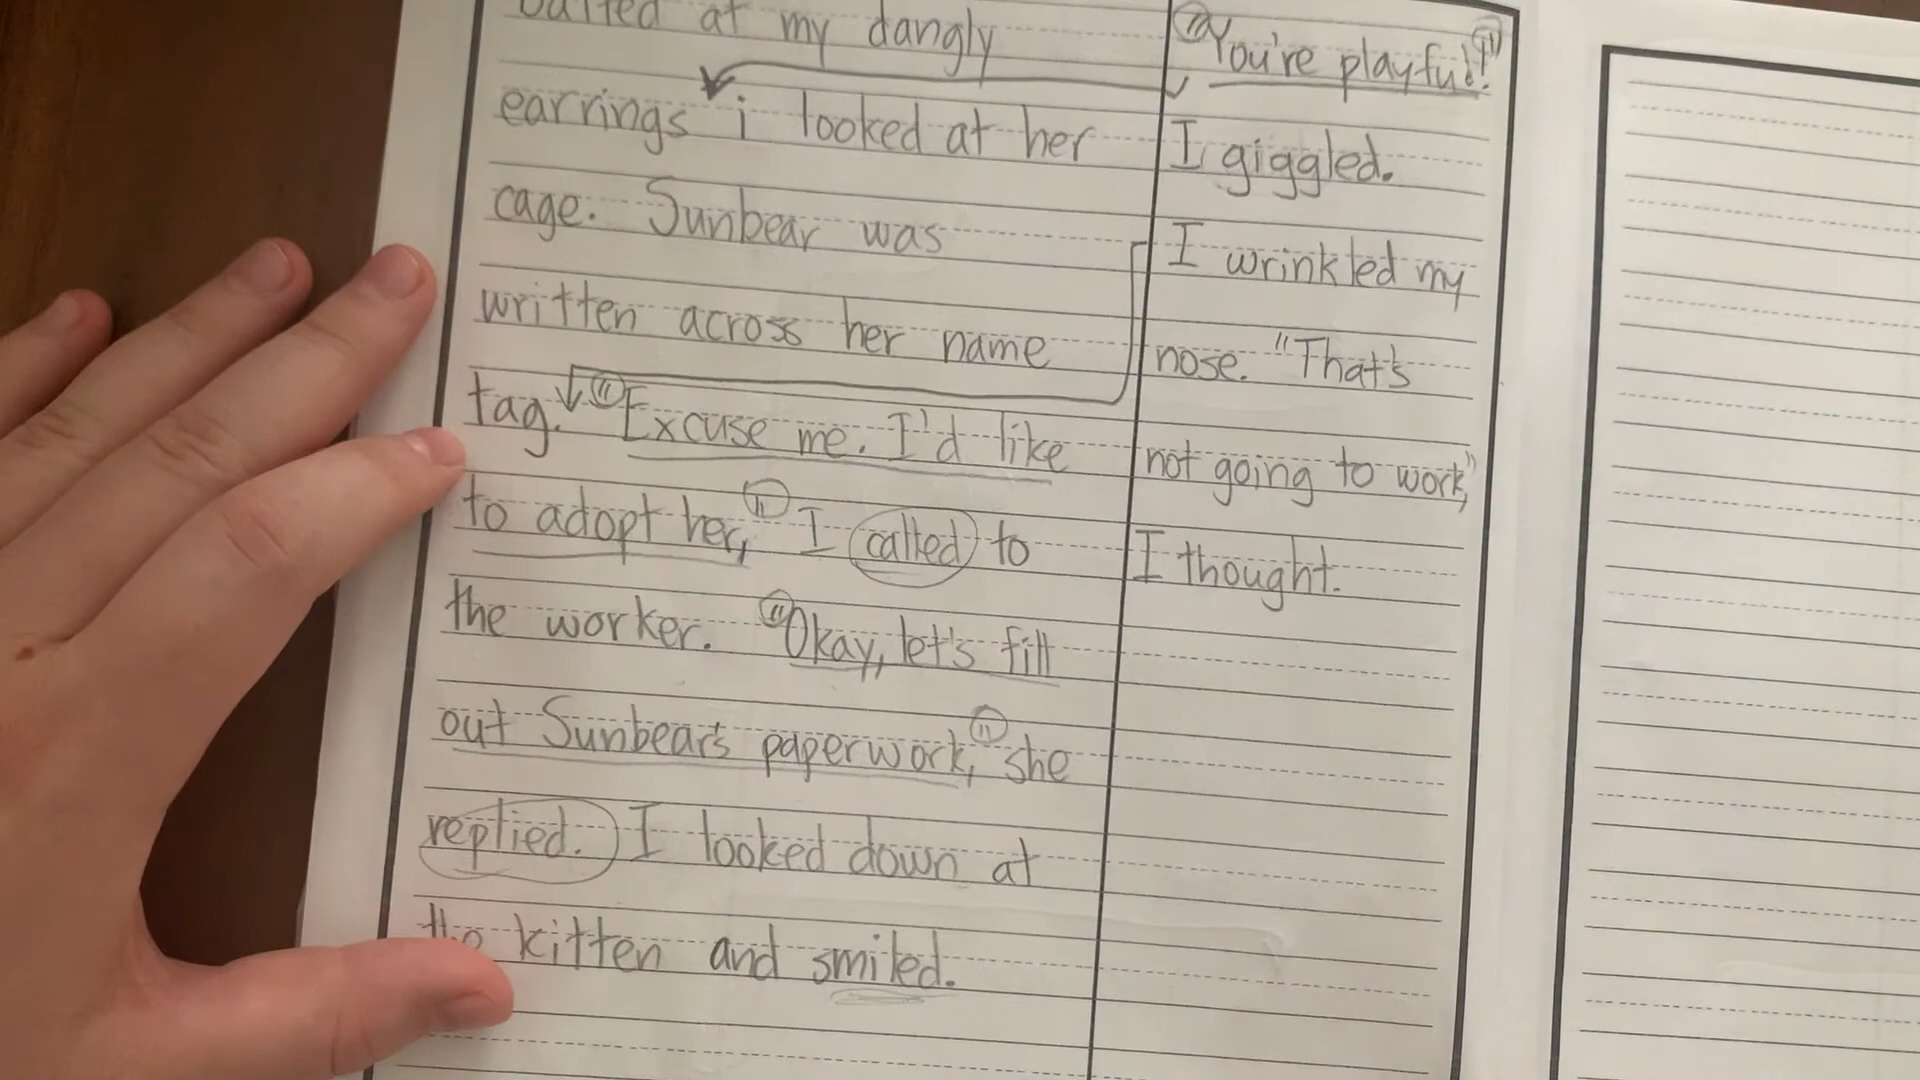 at my dangly
earrings i looked at her
cage. Sunbear was
written across her name
tag. "Excuse me. I'd like
to adopt her," I called to
the worker. "Okay, let's fill
out Sunbear's paperwork," she
replied. I looked down at
the kitten and smiled.
"You're playful!"
I giggled.
I wrinkled my
nose. "That's
not going to work,"
I thought.